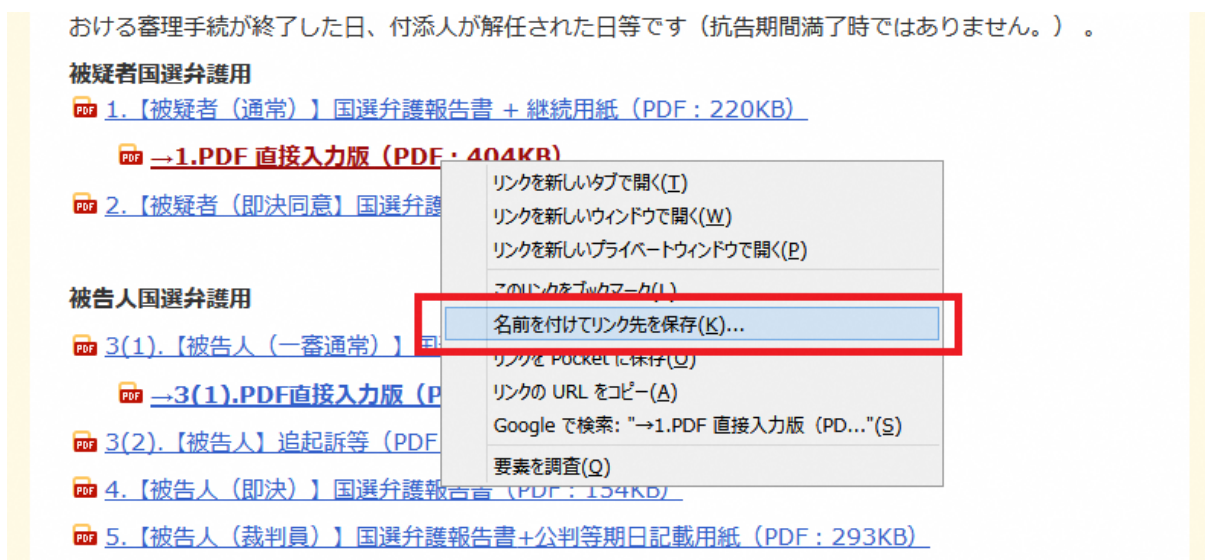 おける審理手続が終了した日、付添人が解任された日等です（抗告期間満了時ではありません。）。
被疑者国選弁護用
PDF 1.【被疑者（通常）】国選弁護報告書 + 継続用紙（PDF：220KB）
PDF →1.PDF 直接入力版（PDF：404KB）
リンクを新しいタブで開く(T)
PDF 2.【被疑者（即決同意】国選弁護
リンクを新しいウィンドウで開く(W)
リンクを新しいプライベートウィンドウで開く(P)
このリンクをブックマーク(L)
被告人国選弁護用
名前を付けてリンク先を保存(K)...
PDF 3(1).【被告人（一審通常）】国
リンクを Pocket に保存(O)
PDF →3(1).PDF直接入力版（P
リンクの URL をコピー(A)
Google で検索: "→1.PDF 直接入力版（PD..."(S)
PDF 3(2).【被告人】追起訴等（PDF
要素を調査(Q)
PDF 4.【被告人（即決）】国選弁護報告書（PDF：154KB）
PDF 5.【被告人（裁判員）】国選弁護報告書+公判等期日記載用紙（PDF：293KB）